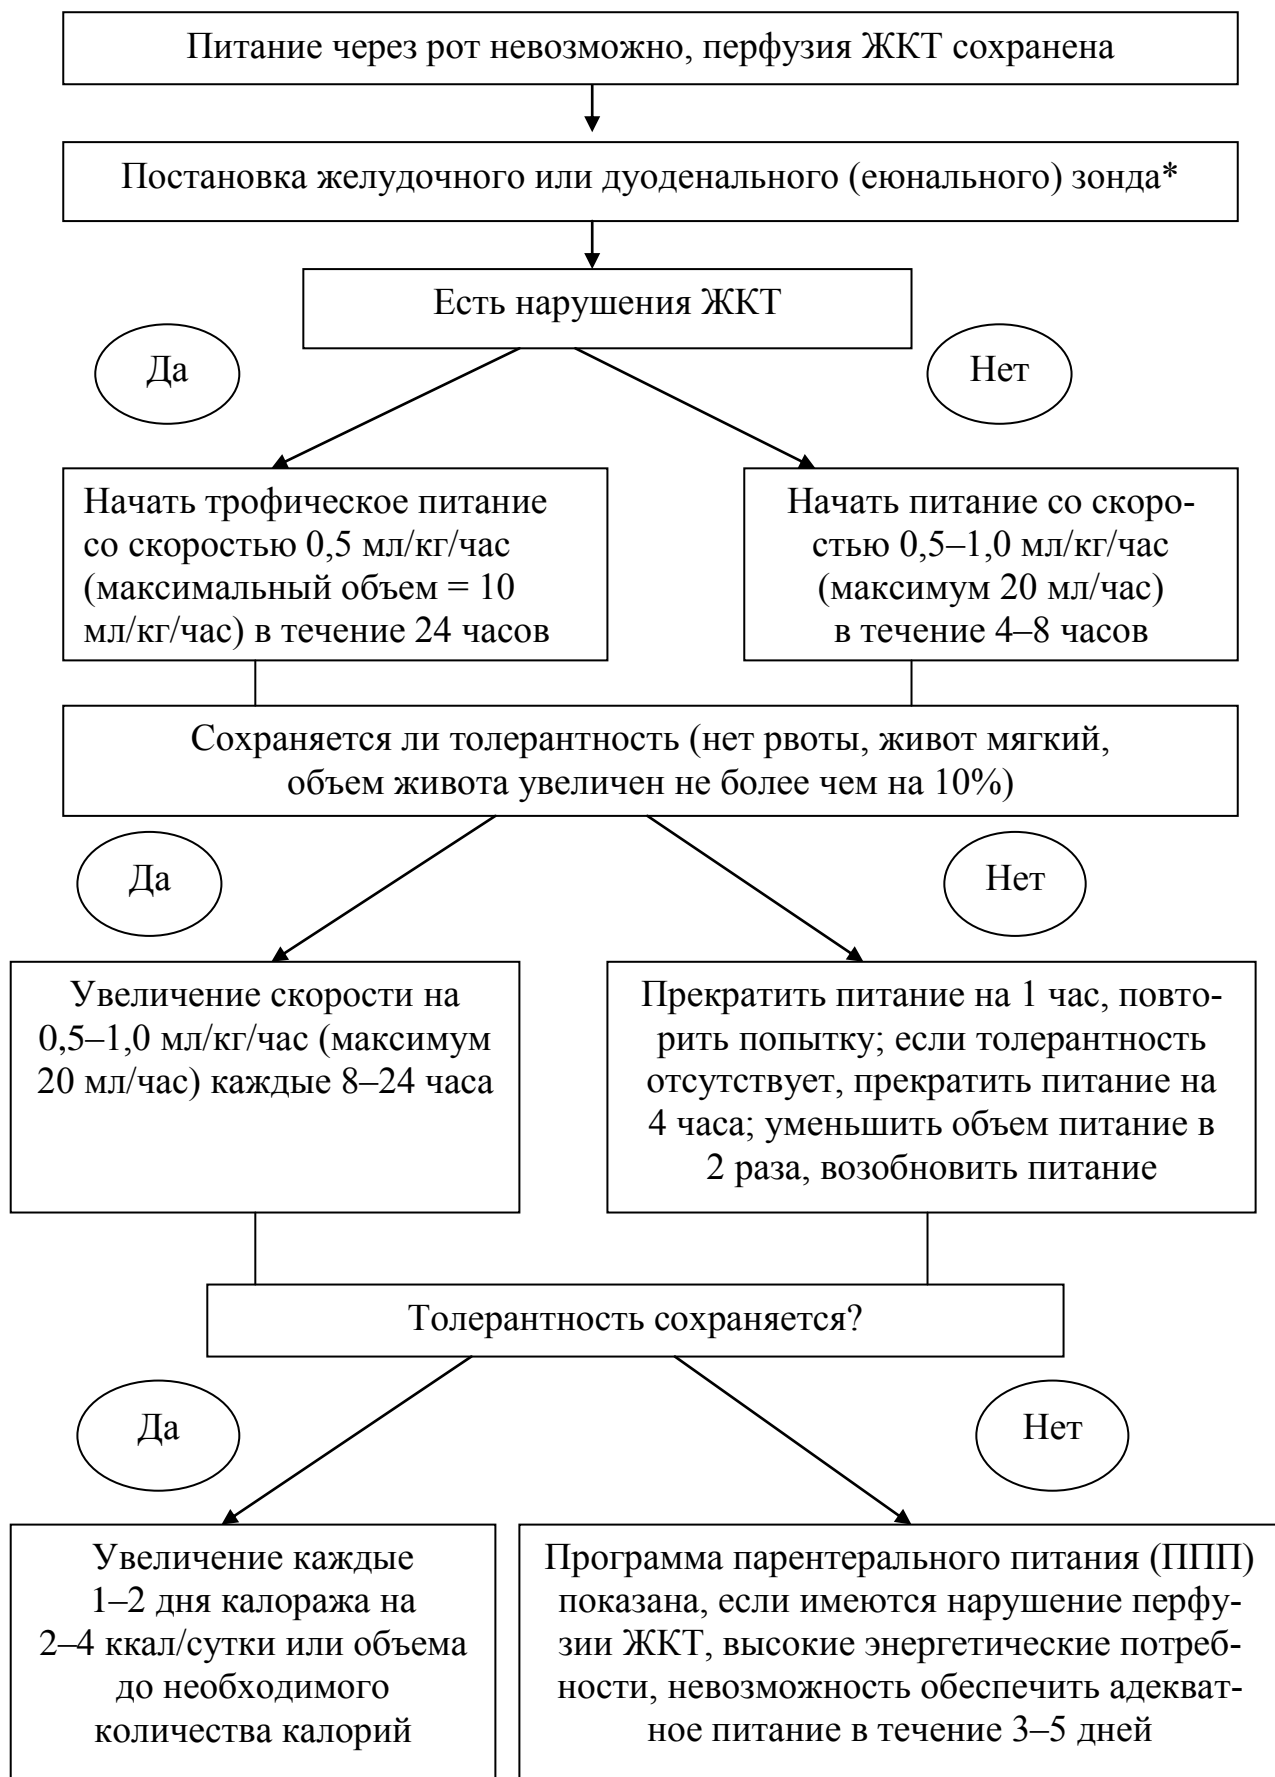 Питание через рот невозможно, перфузия ЖКТ сохранена
Постановка желудочного или дуоденального (еюнального) зонда*
Есть нарушения ЖКТ
Да
Нет
Начать трофическое питание
со скоростью 0,5 мл/кг/час
(максимальный объем = 10
мл/кг/час) в течение 24 часов
Начать питание со скоро-
стью 0,5–1,0 мл/кг/час
(максимум 20 мл/час)
в течение 4–8 часов
Сохраняется ли толерантность (нет рвоты, живот мягкий,
объем живота увеличен не более чем на 10%)
Да
Нет
Увеличение скорости на
0,5–1,0 мл/кг/час (максимум
20 мл/час) каждые 8–24 часа
Прекратить питание на 1 час, повто-
рить попытку; если толерантность
отсутствует, прекратить питание на
4 часа; уменьшить объем питание в
2 раза, возобновить питание
Толерантность сохраняется?
Да
Нет
Увеличение каждые
1–2 дня калоража на
2–4 ккал/сутки или объема
до необходимого
количества калорий
Программа парентерального питания (ППП)
показана, если имеются нарушение перфу-
зии ЖКТ, высокие энергетические потреб-
ности, невозможность обеспечить адекват-
ное питание в течение 3–5 дней